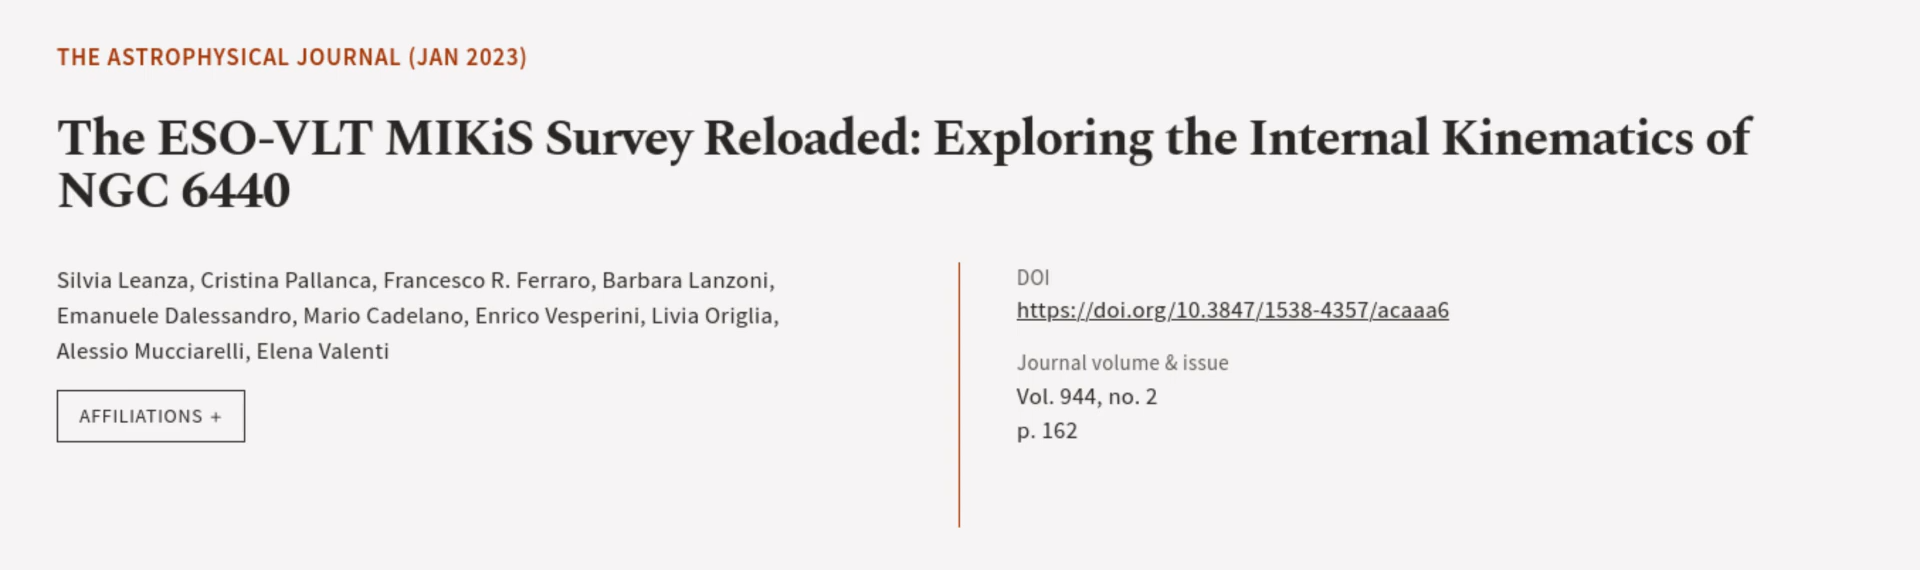 THE ASTROPHYSICAL JOURNAL (JAN 2023)
The ESO-VLT MIKiS Survey Reloaded: Exploring the Internal Kinematics of
NGC 6440
Silvia Leanza, Cristina Pallanca, Francesco R. Ferraro, Barbara Lanzoni,
Emanuele Dalessandro, Mario Cadelano, Enrico Vesperini, Livia Origlia,
Alessio Mucciarelli, Elena Valenti
AFFILIATIONS +
DOI
https://doi.org/10.3847/1538-4357/acaaa6
Journal volume & issue
Vol. 944, no. 2
p. 162